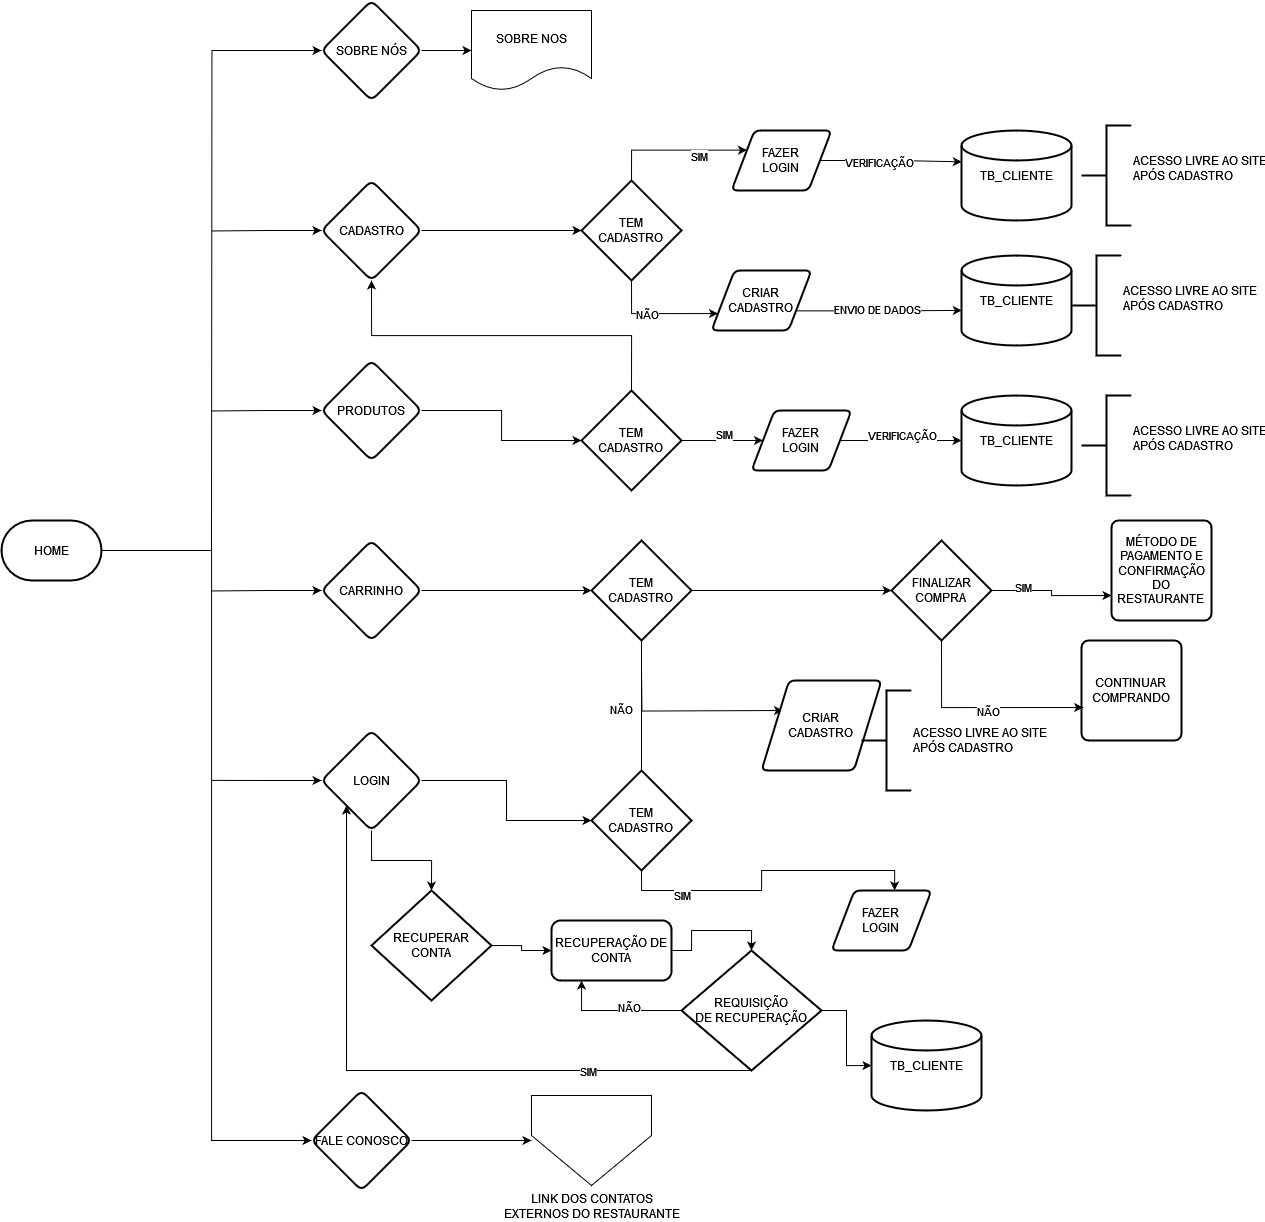 SOBRE NÓS
SOBRE NOS
SIM
FAZER
LOGIN
VERIFICAÇÃO
TB_CLIENTE
ACESSO LIVRE AO SITE
APÓS CADASTRO
CADASTRO
TEM
CADASTRO
NÃO
CRIAR
CADASTRO
ENVIO DE DADOS
TB_CLIENTE
ACESSO LIVRE AO SITE
APÓS CADASTRO
PRODUTOS
TEM
CADASTRO
SIM
FAZER
LOGIN
VERIFICAÇÃO
TB_CLIENTE
ACESSO LIVRE AO SITE
APÓS CADASTRO
HOME
CARRINHO
TEM
CADASTRO
FINALIZAR
COMPRA
SIM
MÉTODO DE
PAGAMENTO E
CONFIRMAÇÃO
DO
RESTAURANTE
NÃO
CONTINUAR
COMPRANDO
NÃO
CRIAR
CADASTRO
ACESSO LIVRE AO SITE
APÓS CADASTRO
LOGIN
TEM
CADASTRO
SIM
FAZER
LOGIN
RECUPERAR
CONTA
RECUPERAÇÃO DE
CONTA
NÃO
REQUISIÇÃO
DE RECUPERAÇÃO
SIM
TB_CLIENTE
FALE CONOSCO
LINK DOS CONTATOS
EXTERNOS DO RESTAURANTE